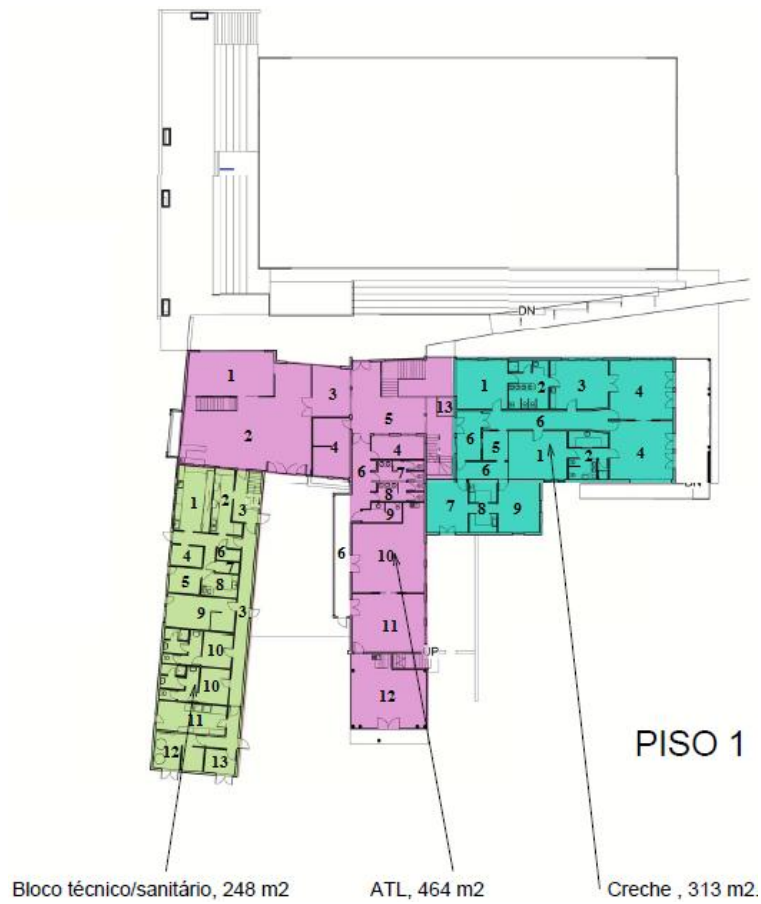 DN
1 3 1 2 3 4
13
2 5
4 4 6 6
5 1 2 4
6 7 6
1 2 3 8 7 8 9
9
4 6 6 10
7
5 8
9 3 11
10
UP
10 12
11
12 13
DN
PISO 1
Bloco técnico/sanitário, 248 m2 ATL, 464 m2 Creche , 313 m2.